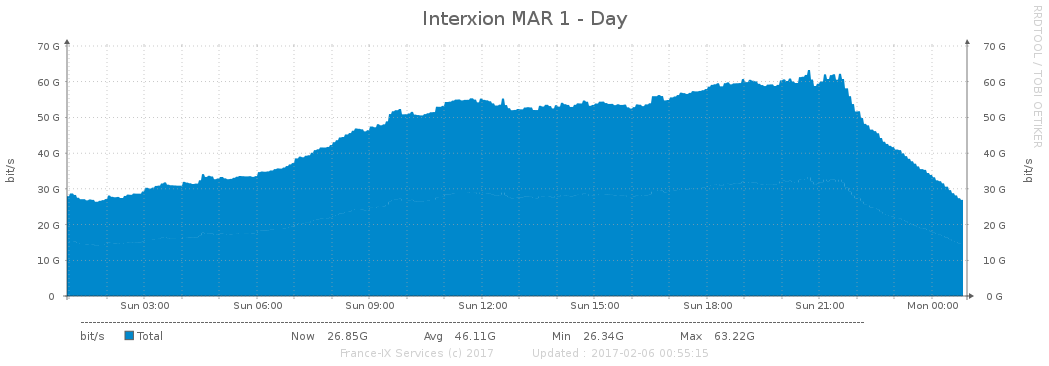 Interxion MAR 1 - Day
RRDTOOL / TOBI OETIKER
bit/s
bit/s
70 G 70 G
60 G 60 G
50 G 50 G
40 G 40 G
30 G 30 G
20 G 20 G
10 G 10 G
0 0 G
Sun 03:00 Sun 06:00 Sun 09:00 Sun 12:00 Sun 15:00 Sun 18:00 Sun 21:00 Mon 00:00
bit/s Total Now 26.85G Avg 46.11G Min 26.34G Max 63.22G
France-IX Services (c) 2017 Updated : 2017-02-06 00:55:15